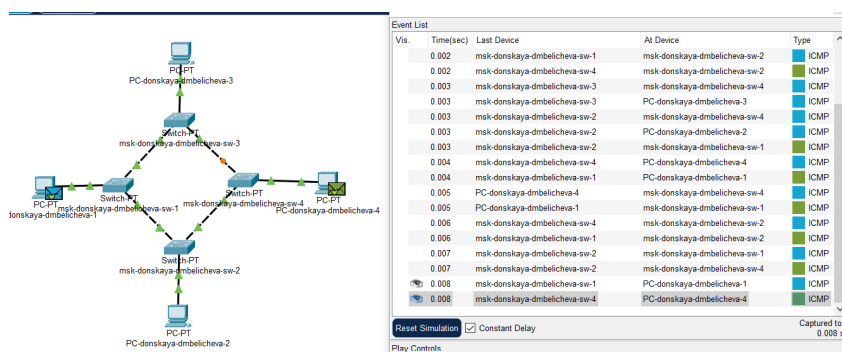 PC-PT
PC-donskaya-dmbelicheva-3
Switch-PT
msk-donskaya-dmbelicheva-sw-3
PC-PT
donskaya-dmbelicheva-1
Switch-PT
msk-donskaya-dmbelicheva-sw-1
Switch-PT
msk-donskaya-dmbelicheva-sw-4
PC-PT
PC-donskaya-dmbelicheva-4
Switch-PT
msk-donskaya-dmbelicheva-sw-2
PC-PT
PC-donskaya-dmbelicheva-2
Event List
Vis. Time(sec) Last Device At Device Type
0.002 msk-donskaya-dmbelicheva-sw-1 msk-donskaya-dmbelicheva-sw-2 ICMP
0.002 msk-donskaya-dmbelicheva-sw-4 msk-donskaya-dmbelicheva-sw-2 ICMP
0.003 msk-donskaya-dmbelicheva-sw-3 msk-donskaya-dmbelicheva-sw-4 ICMP
0.003 msk-donskaya-dmbelicheva-sw-3 PC-donskaya-dmbelicheva-3 ICMP
0.003 msk-donskaya-dmbelicheva-sw-2 msk-donskaya-dmbelicheva-sw-4 ICMP
0.003 msk-donskaya-dmbelicheva-sw-2 PC-donskaya-dmbelicheva-2 ICMP
0.003 msk-donskaya-dmbelicheva-sw-2 msk-donskaya-dmbelicheva-sw-1 ICMP
0.004 msk-donskaya-dmbelicheva-sw-4 PC-donskaya-dmbelicheva-4 ICMP
0.004 msk-donskaya-dmbelicheva-sw-1 PC-donskaya-dmbelicheva-1 ICMP
0.005 PC-donskaya-dmbelicheva-4 msk-donskaya-dmbelicheva-sw-4 ICMP
0.005 PC-donskaya-dmbelicheva-1 msk-donskaya-dmbelicheva-sw-1 ICMP
0.006 msk-donskaya-dmbelicheva-sw-4 msk-donskaya-dmbelicheva-sw-2 ICMP
0.006 msk-donskaya-dmbelicheva-sw-1 msk-donskaya-dmbelicheva-sw-2 ICMP
0.007 msk-donskaya-dmbelicheva-sw-2 msk-donskaya-dmbelicheva-sw-1 ICMP
0.007 msk-donskaya-dmbelicheva-sw-2 msk-donskaya-dmbelicheva-sw-4 ICMP
0.008 msk-donskaya-dmbelicheva-sw-1 PC-donskaya-dmbelicheva-1 ICMP
0.008 msk-donskaya-dmbelicheva-sw-4 PC-donskaya-dmbelicheva-4 ICMP
Reset Simulation Constant Delay Captured to
0.008 s
Play Controls